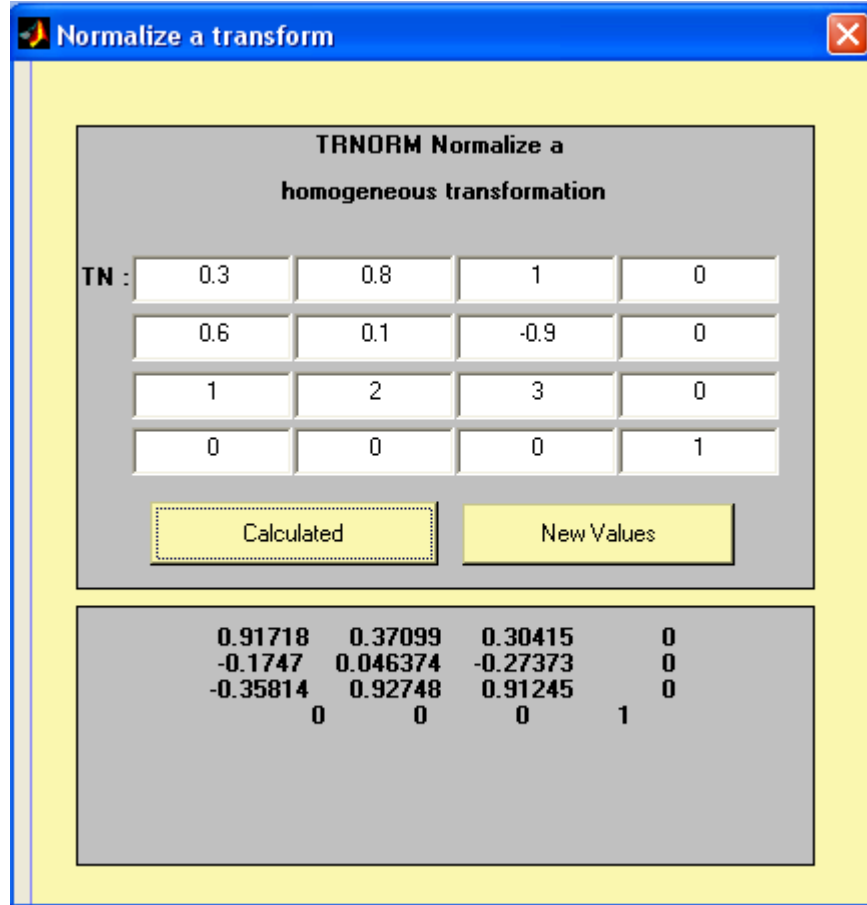 Normalize a transform
TRNORM Normalize a
homogeneous transformation
TN : 0.3 0.8 1 0
0.6 0.1 -0.9 0
1 2 3 0
0 0 0 1
Calculated New Values
0.91718 0.37099 0.30415 0
-0.1747 0.046374 -0.27373 0
-0.35814 0.92748 0.91245 0
0 0 0 1